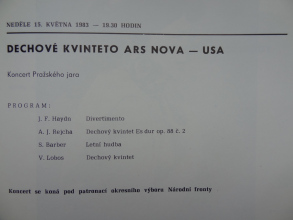 NEDĚLE 15. KVĚTNA 1983 — 19.30 HODIN
DECHOVÉ KVINTETO ARS NOVA — USA
Koncert Pražského jara
PROGRAM:
J. F. Haydn Divertimento
A. J. Rejcha Dechový kvintet Es dur op. 88 č. 2
S. Barber Letní hudba
V. Lobos Dechový kvintet
Koncert se koná pod patronací okresního výboru Národní fronty